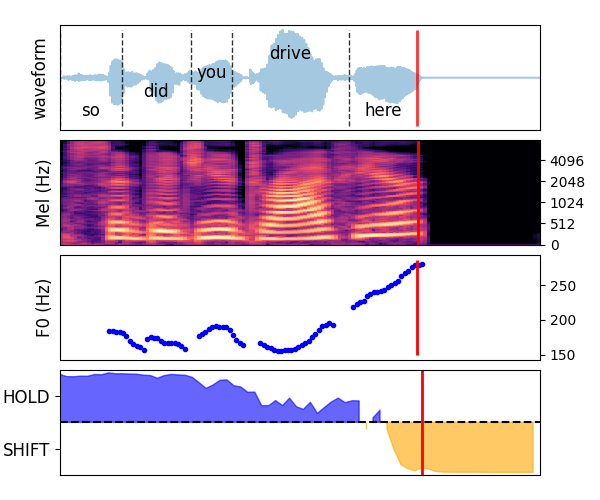 waveform
so
did
you
drive
here
Mel (Hz)
4096
2048
1024
512
0
F0 (Hz)
250
200
150
HOLD
SHIFT